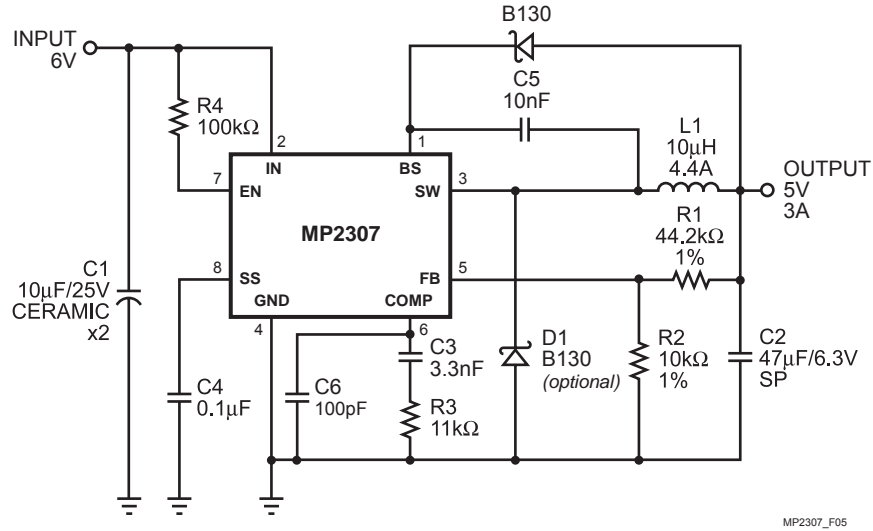 B130
INPUT
6V
C5
10nF
R4
100kΩ
L1
10µH
4.4A
2
1
IN
BS
OUTPUT
5V
3A
7
EN
SW
3
R1
44.2kΩ
1%
MP2307
C1
10µF/25V
CERAMIC
x2
8
SS
FB
5
GND
COMP
4
6
C3
3.3nF
D1
B130
(optional)
R2
10kΩ
1%
C2
47µF/6.3V
SP
C4
0.1µF
C6
100pF
R3
11kΩ
MP2307_F05